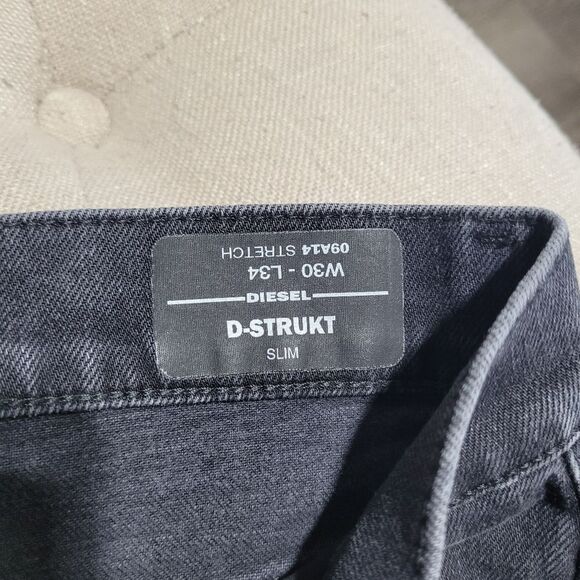 09A14 STRETCH
W30 - L34
DIESEL
D-STRUKT
SLIM